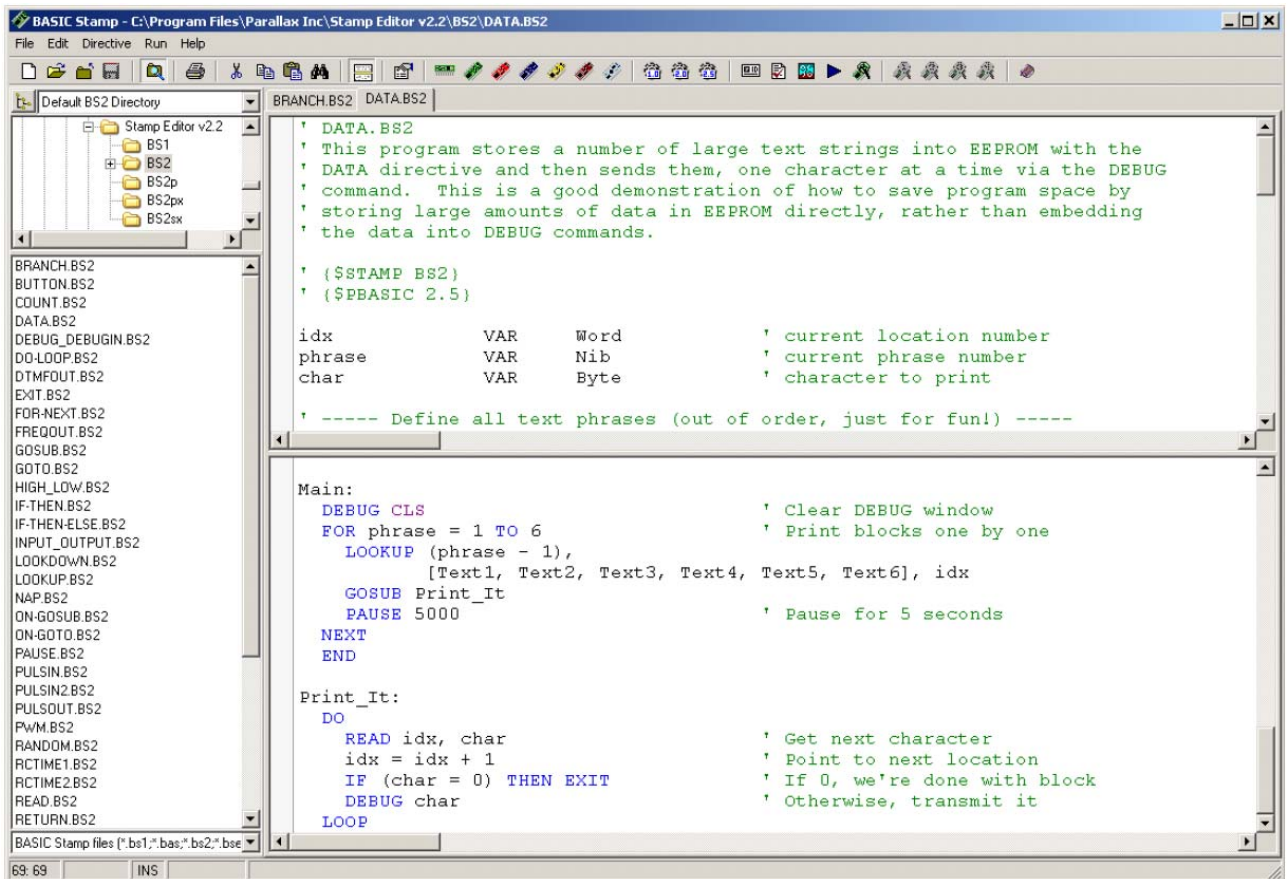 BASIC Stamp - C:\Program Files\Parallax Inc\Stamp Editor v2.2\BS2\DATA.BS2
File Edit Directive Run Help
Default BS2 Directory
Stamp Editor v2.2
BS1
BS2
BS2p
BS2px
BS2sx
BRANCH.BS2
BUTTON.BS2
COUNT.BS2
DATA.BS2
DEBUG_DEBUGIN.BS2
DO-LOOP.BS2
DTMFOUT.BS2
EXIT.BS2
FOR-NEXT.BS2
FREQOUT.BS2
GOSUB.BS2
GOTO.BS2
HIGH_LOW.BS2
IF-THEN.BS2
IF-THEN-ELSE.BS2
INPUT_OUTPUT.BS2
LOOKDOWN.BS2
LOOKUP.BS2
NAP.BS2
ON-GOSUB.BS2
ON-GOTO.BS2
PAUSE.BS2
PULSIN.BS2
PULSIN2.BS2
PULSOUT.BS2
PWM.BS2
RANDOM.BS2
RCTIME1.BS2
RCTIME2.BS2
READ.BS2
RETURN.BS2
BASIC Stamp files (*.bs1;*.bas;*.bs2;*.bse
BRANCH.BS2 DATA.BS2
' DATA.BS2
' This program stores a number of large text strings into EEPROM with the
' DATA directive and then sends them, one character at a time via the DEBUG
' command.  This is a good demonstration of how to save program space by
' storing large amounts of data in EEPROM directly, rather than embedding
' the data into DEBUG commands.
' {$STAMP BS2}
' {$PBASIC 2.5}
idx VAR Word ' current location number
phrase VAR Nib ' current phrase number
char VAR Byte ' character to print
' ----- Define all text phrases (out of order, just for fun!) -----
Main:
DEBUG CLS ' Clear DEBUG window
FOR phrase = 1 TO 6 ' Print blocks one by one
LOOKUP (phrase - 1),
[Text1, Text2, Text3, Text4, Text5, Text6], idx
GOSUB Print_It
PAUSE 5000 ' Pause for 5 seconds
NEXT
END
Print_It:
DO
READ idx, char ' Get next character
idx = idx + 1 ' Point to next location
IF (char = 0) THEN EXIT ' If 0, we're done with block
DEBUG char ' Otherwise, transmit it
LOOP
69: 69 INS